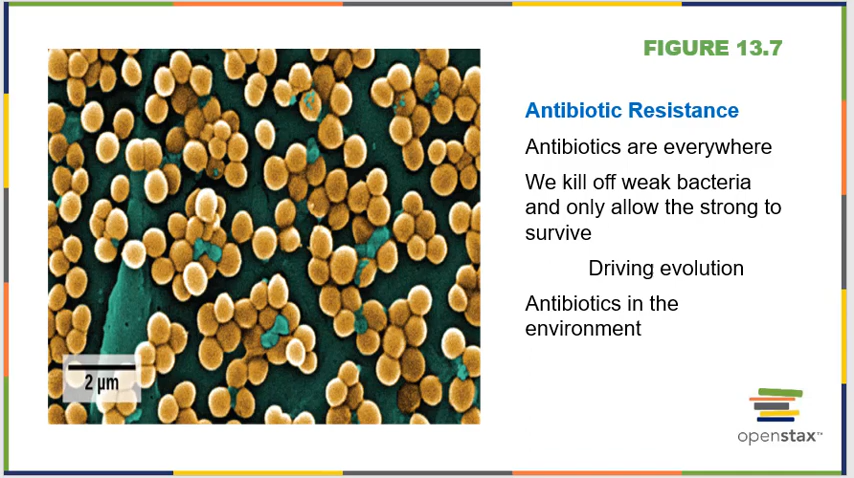 FIGURE 13.7
Antibiotic Resistance
Antibiotics are everywhere
We kill off weak bacteria
and only allow the strong to
survive
Driving evolution
Antibiotics in the
environment
2 µm
openstax™